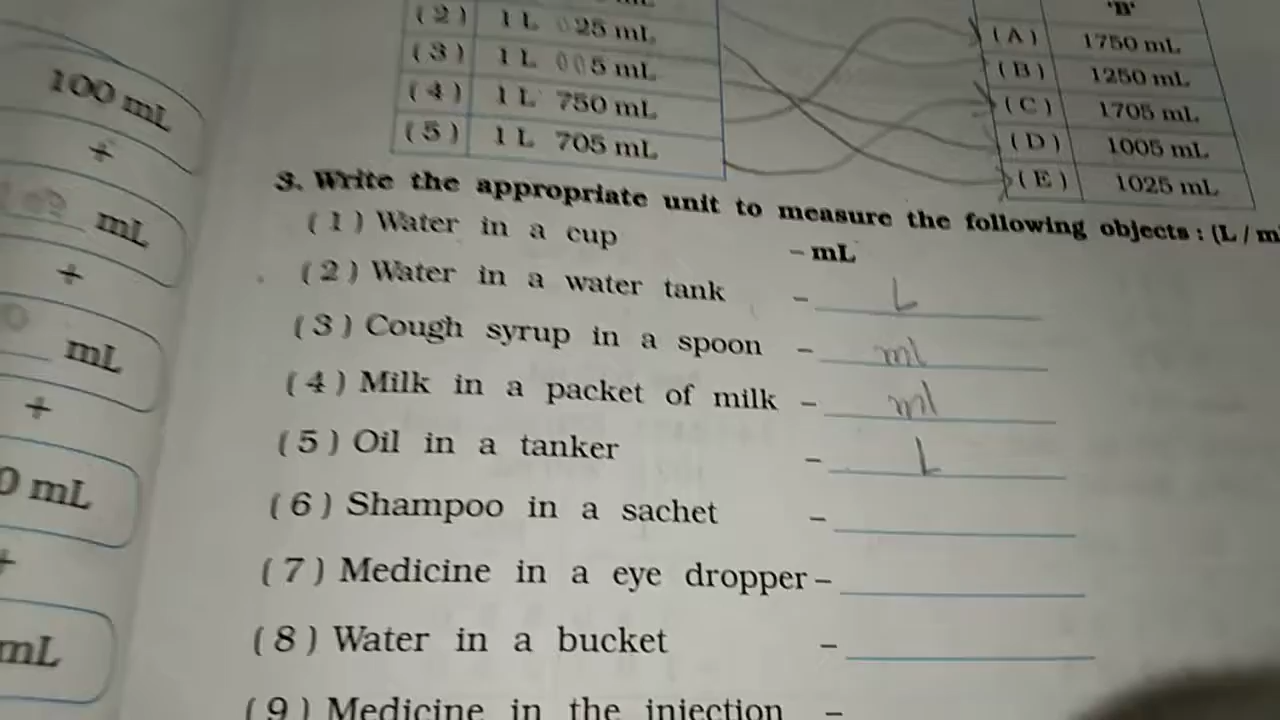 'B'
(2) 1 L 025 mL
(3) 1 L 005 mL
(4) 1 L 750 mL
(5) 1 L 705 mL
(A) 1750 mL
(B) 1250 mL
(C) 1705 mL
(D) 1005 mL
(E) 1025 mL
100 mL
+
mL
+
mL
+
0 mL
+
mL
3. Write the appropriate unit to measure the following objects : (L / m
(1) Water in a cup – mL
(2) Water in a water tank – L
(3) Cough syrup in a spoon – ml
(4) Milk in a packet of milk – ml
(5) Oil in a tanker – L
(6) Shampoo in a sachet –
(7) Medicine in a eye dropper –
(8) Water in a bucket –
(9) Medicine in the injection –